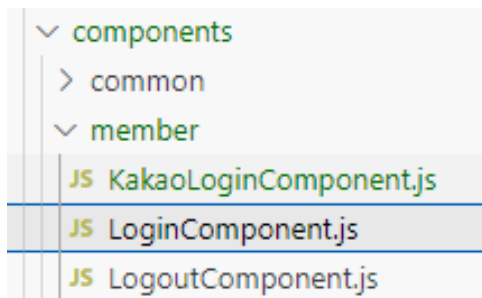 components
common
member
JS KakaoLoginComponent.js
JS LoginComponent.js
JS LogoutComponent.js